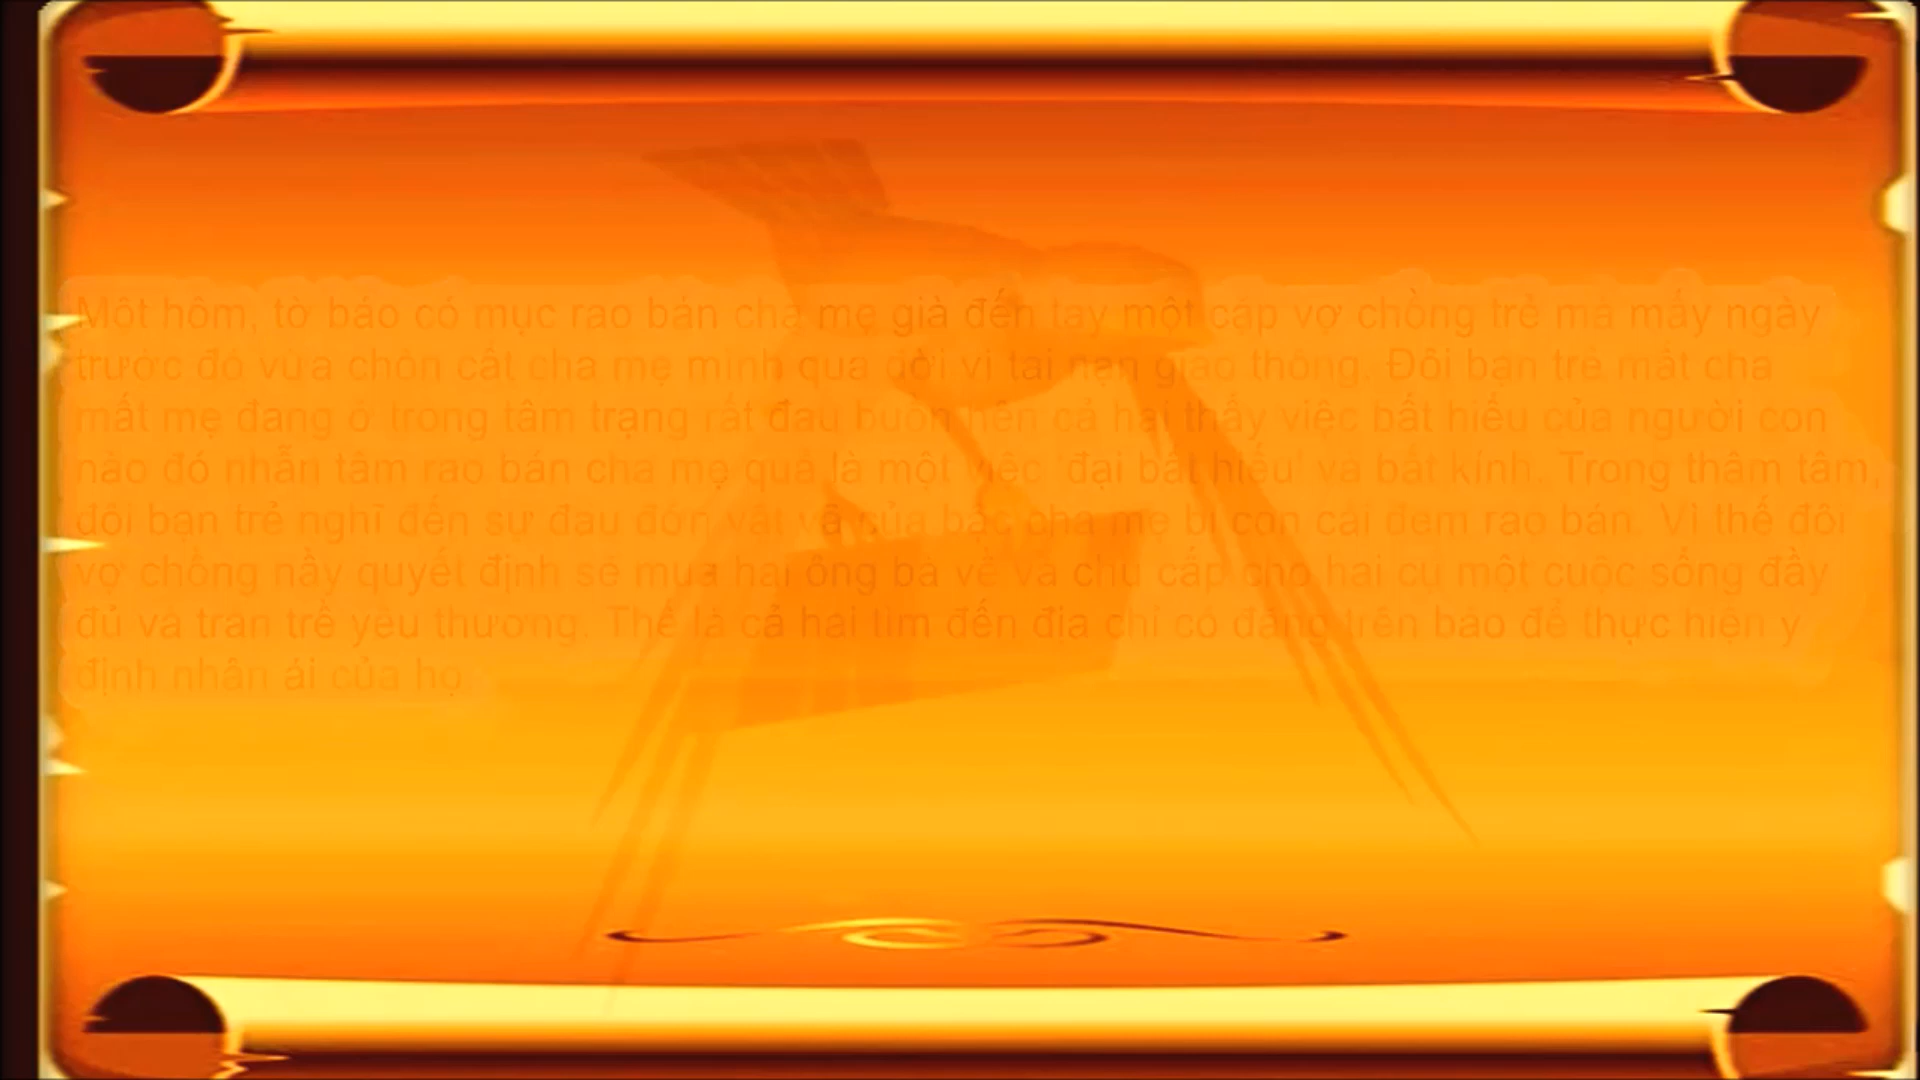 Một hôm, tờ báo có mục rao bán cha mẹ già đến tay một cặp vợ chồng trẻ mà mấy ngày
trước đó vừa chôn cất cha mẹ mình qua đời vì tai nạn giao thông. Đôi bạn trẻ mất cha
mất mẹ đang ở trong tâm trạng rất đau buồn nên cả hai thấy việc bất hiếu của người con
nào đó nhẫn tâm rao bán cha mẹ quả là một việc 'đại bất hiếu' và bất kính. Trong thâm tâm,
đôi bạn trẻ nghĩ đến sự đau đớn vất vả của bậc cha mẹ bị con cái đem rao bán. Vì thế đôi
vợ chồng nầy quyết định sẽ mua hai ông bà về và chu cấp cho hai cụ một cuộc sống đầy
đủ và tràn trề yêu thương. Thế là cả hai tìm đến địa chỉ có đăng trên báo để thực hiện ý
định nhân ái của họ